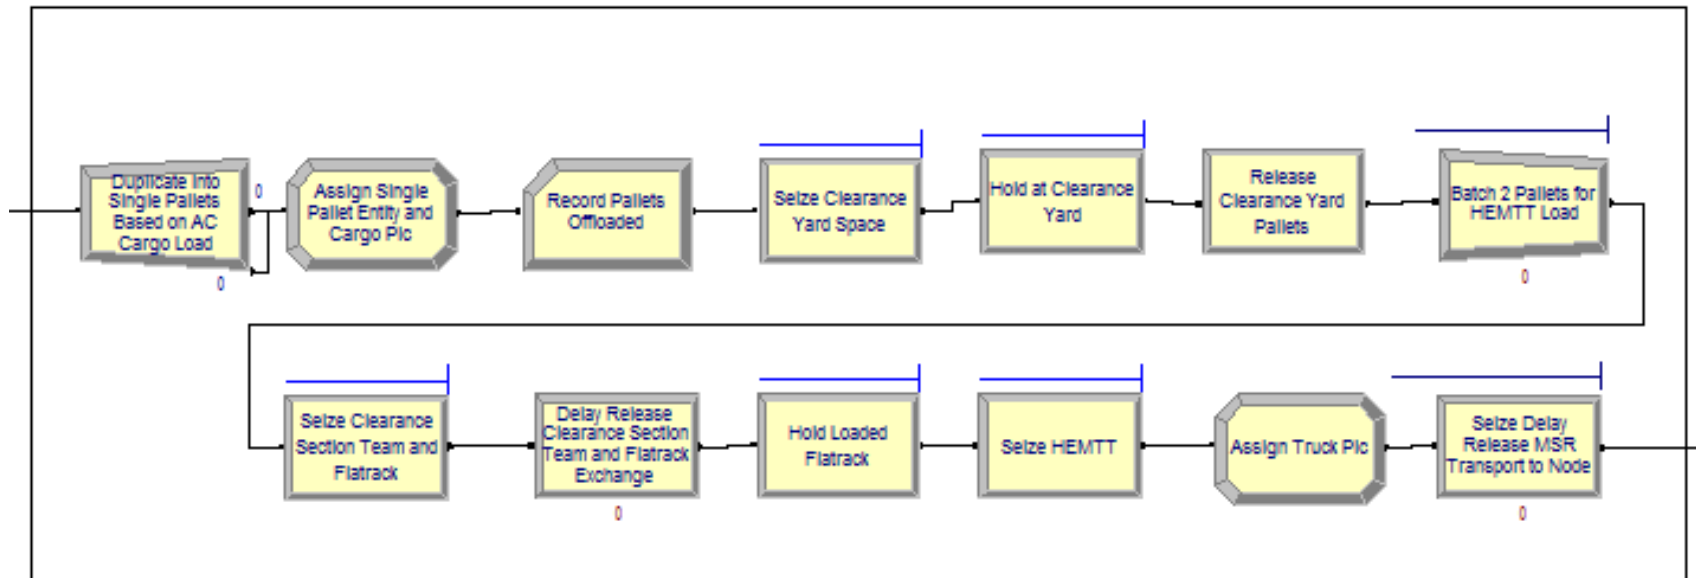 Duplicate into
Single Pallets
Based on AC
Cargo Load
0
0
Assign Single
Pallet Entity and
Cargo Pic
Record Pallets
Offloaded
Seize Clearance
Yard Space
Hold at Clearance
Yard
Release
Clearance Yard
Pallets
Batch 2 Pallets for
HEMTT Load
0
Seize Clearance
Section Team and
Flatrack
Delay Release
Clearance Section
Team and Flatrack
Exchange
0
Hold Loaded
Flatrack
Seize HEMTT
Assign Truck Pic
Seize Delay
Release MSR
Transport to Node
0